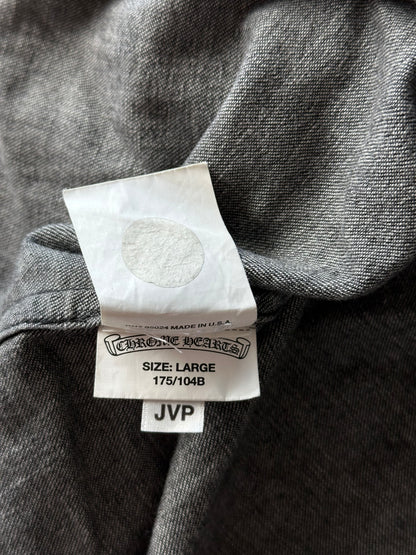 MADE IN U.S.A
CHROME HEARTS
SIZE: LARGE
175/104B
JVP